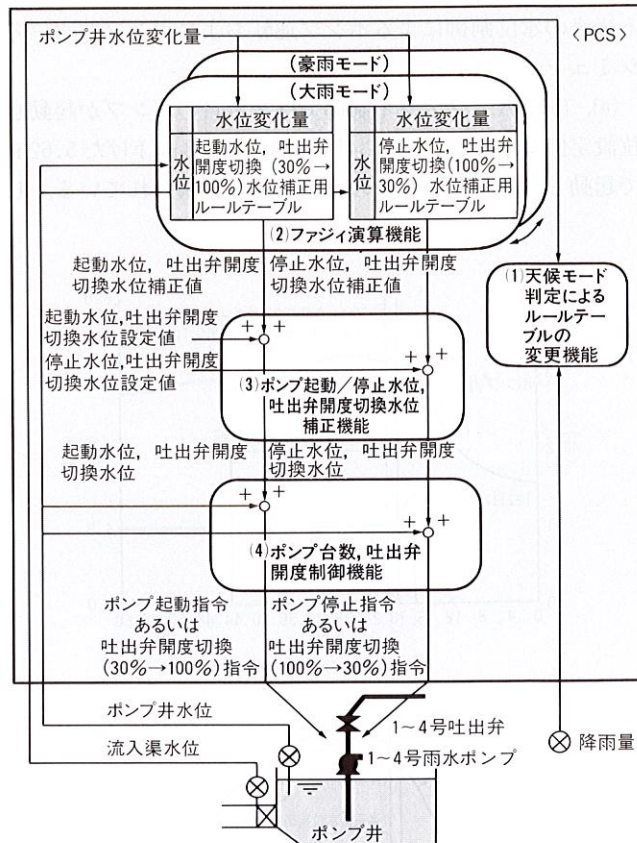 ポンプ井水位変化量
〈PCS〉
(豪雨モード)
(大雨モード)
水位変化量
水位
起動水位，吐出弁
開度切換(30%→
100%)水位補正用
ルールテーブル
水位変化量
水位
停止水位，吐出弁
開度切換(100%→
30%) 水位補正用
ルールテーブル
(2)ファジィ演算機能
(1)天候モード
判定による
ルールテー
ブルの
変更機能
起動水位，吐出弁開度
切換水位補正値
停止水位，吐出弁開度
切換水位補正値
起動水位,吐出弁開度
切換水位設定値
停止水位,吐出弁開度
切換水位設定値
+ +
+ +
(3)ポンプ起動／停止水位,
吐出弁開度切換水位
補正機能
起動水位，吐出弁開度
切換水位
停止水位，吐出弁開度
切換水位
+ +
+ +
(4)ポンプ台数，吐出弁
開度制御機能
ポンプ起動指令
あるいは
吐出弁開度切換
(30%→100%)指令
ポンプ停止指令
あるいは
吐出弁開度切換
(100%→30%)指令
ポンプ井水位
流入渠水位
1～4号吐出弁
1～4号雨水ポンプ
降雨量
ポンプ井